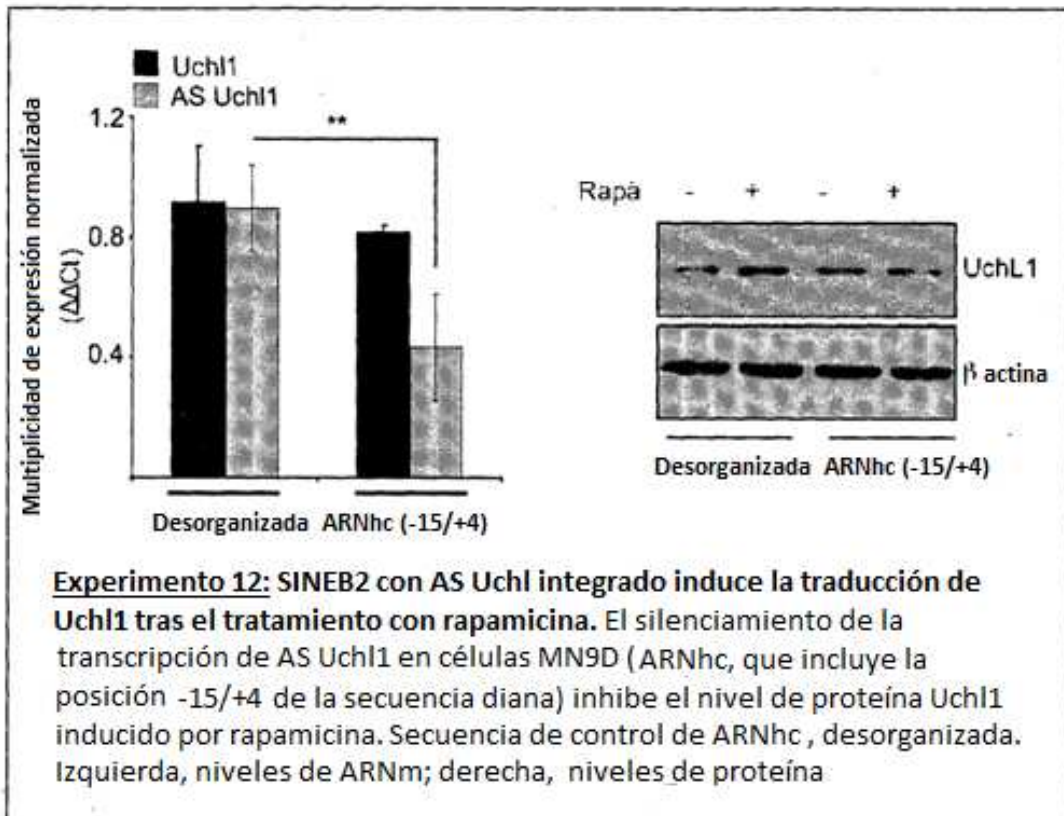 Uchl1
AS Uchl1
Multiplicidad de expresión normalizada
(ΔΔCt)
1.2
0.8
0.4
**
Desorganizada ARNhc (-15/+4)
Rapà - + - +
UchL1
β actina
Desorganizada ARNhc (-15/+4)
Experimento 12: SINEB2 con AS Uchl integrado induce la traducción de
Uchl1 tras el tratamiento con rapamicina. El silenciamiento de la
transcripción de AS Uchl1 en células MN9D (ARNhc, que incluye la
posición -15/+4 de la secuencia diana) inhibe el nivel de proteína Uchl1
inducido por rapamicina. Secuencia de control de ARNhc , desorganizada.
Izquierda, niveles de ARNm; derecha, niveles de proteína